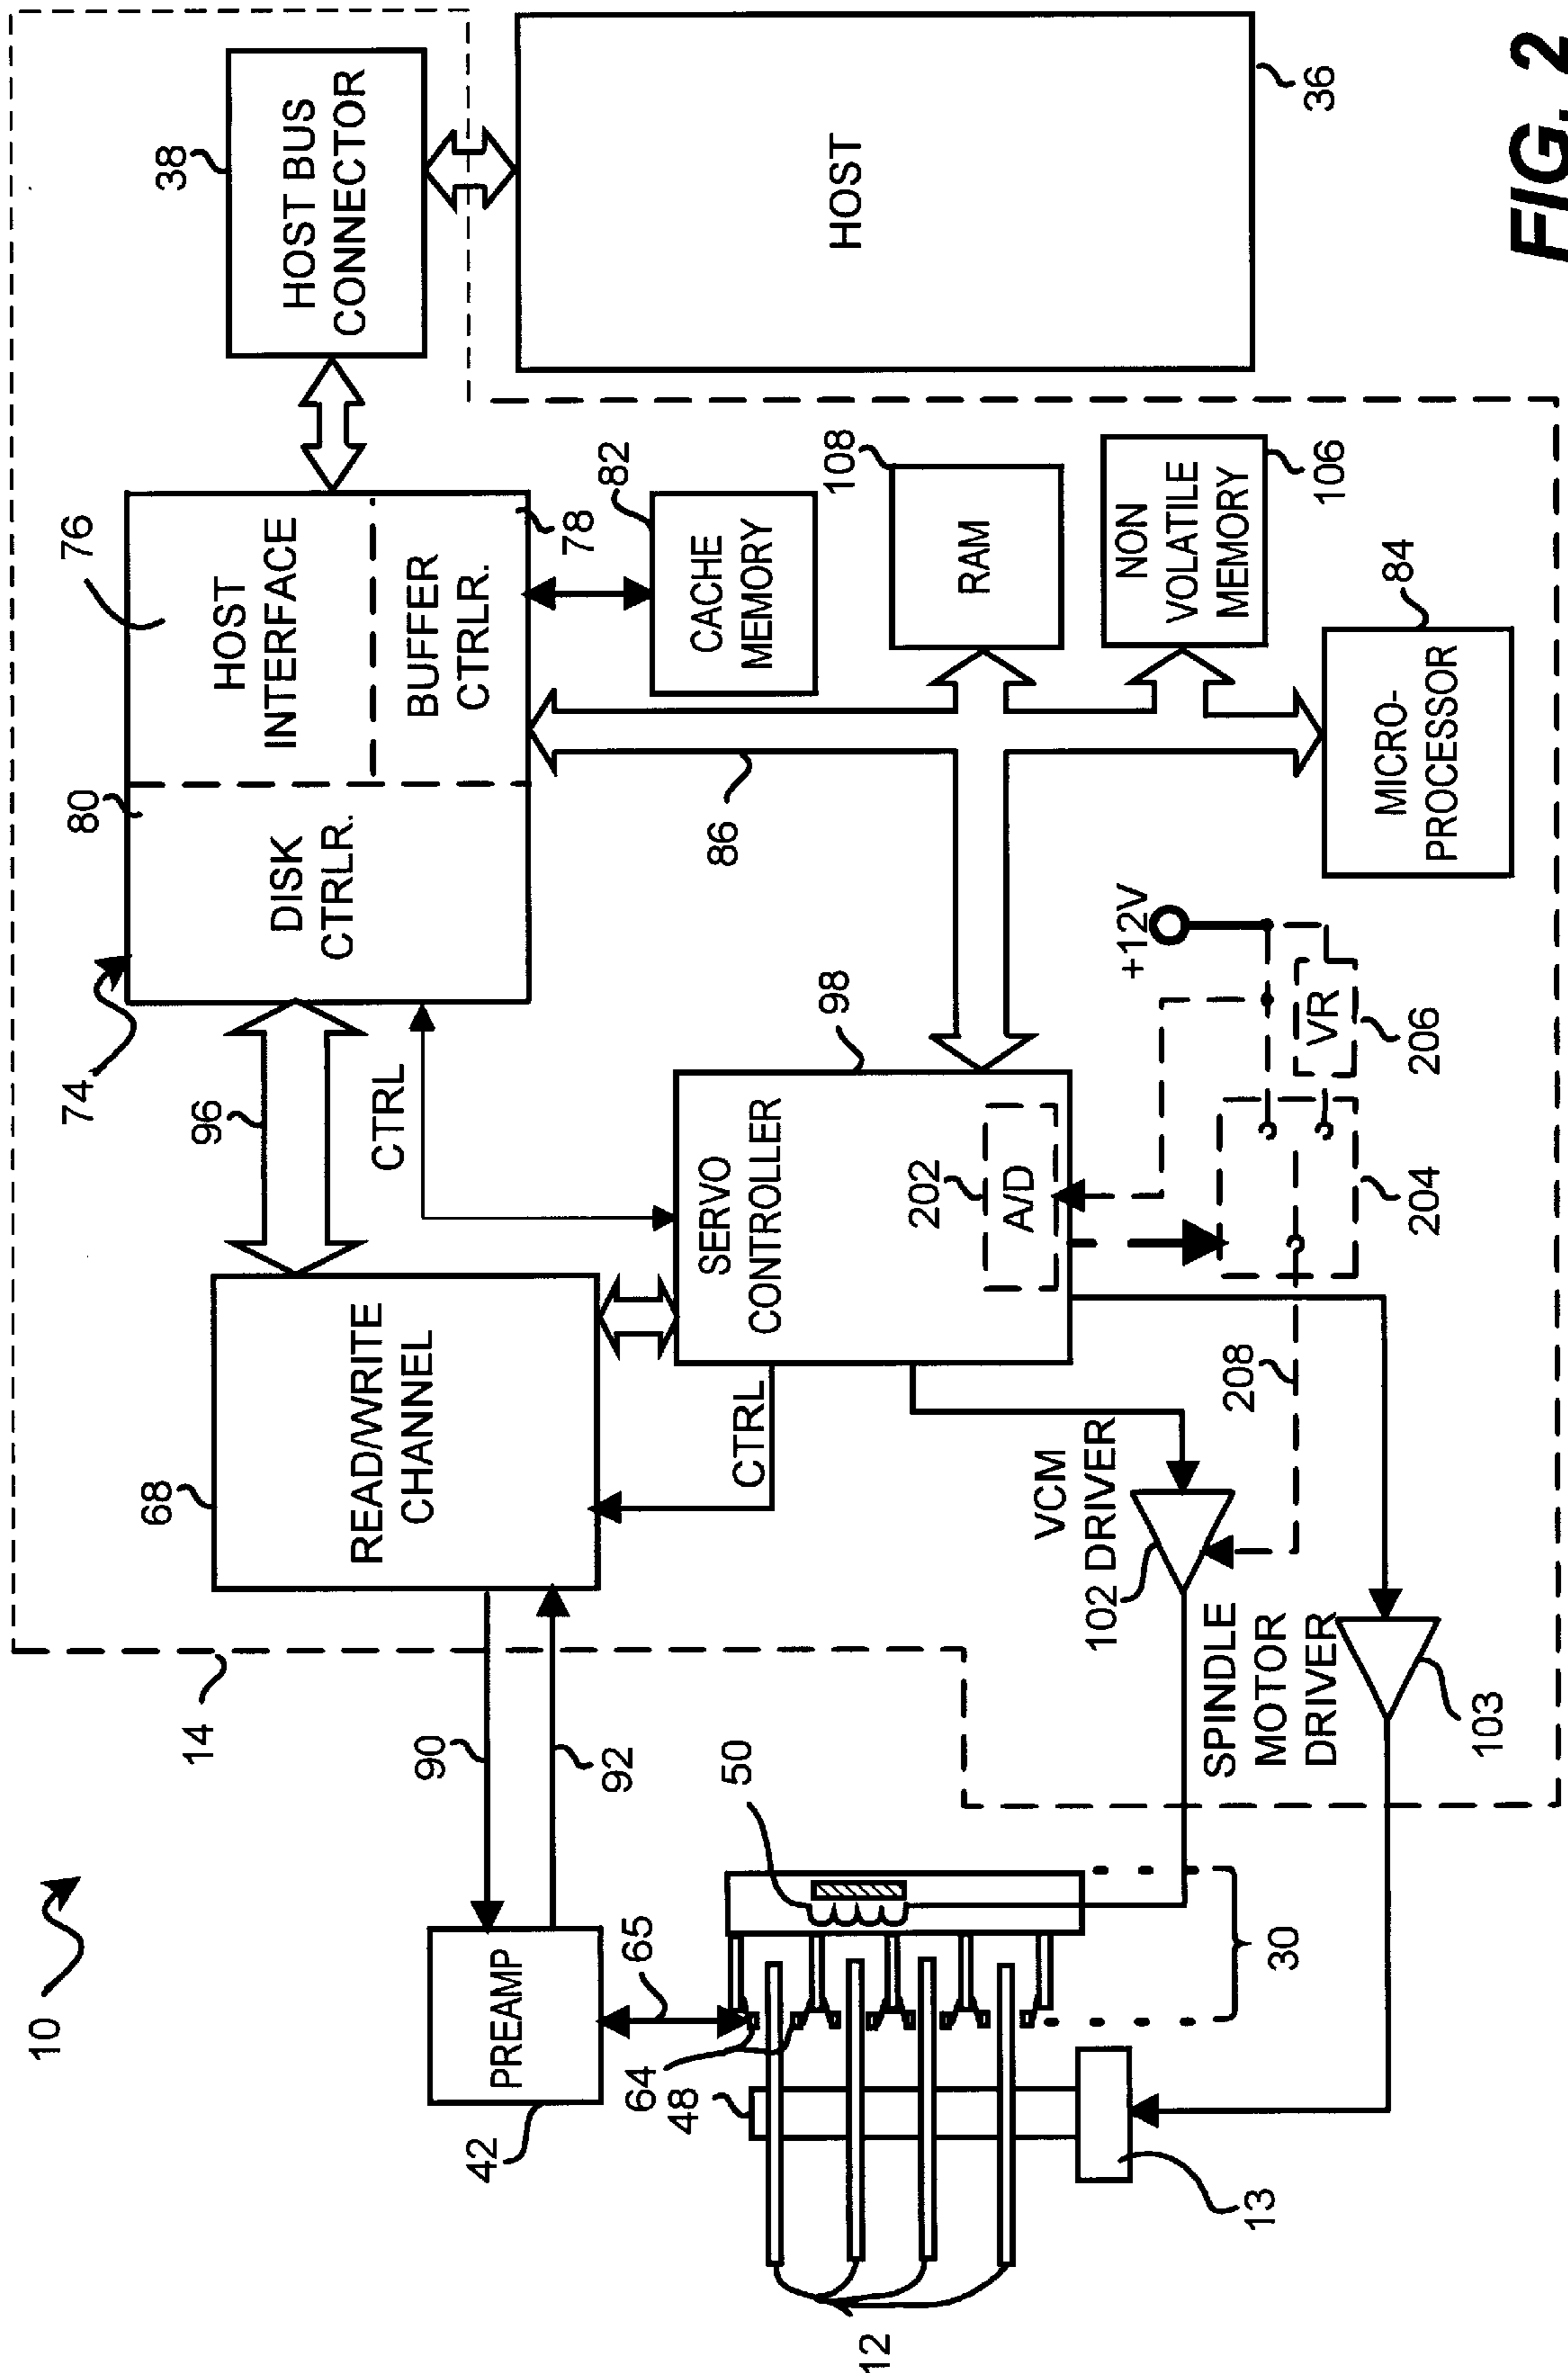 10
14
74
80
76
38
HOST BUS
CONNECTOR
HOST
INTERFACE
DISK
CTRLR.
BUFFER
CTRLR.
78
82
CACHE
MEMORY
HOST
36
68
READ/WRITE
CHANNEL
96
CTRL
86
108
RAM
NON
VOLATILE
MEMORY
106
84
MICRO-
PROCESSOR
90
92
42
PREAMP
65
64
48
50
CTRL
SERVO
CONTROLLER
98
202
A/D
+12V
VR
206
204
208
VCM
DRIVER
102
SPINDLE
MOTOR
DRIVER
103
30
12
13
FIG. 2